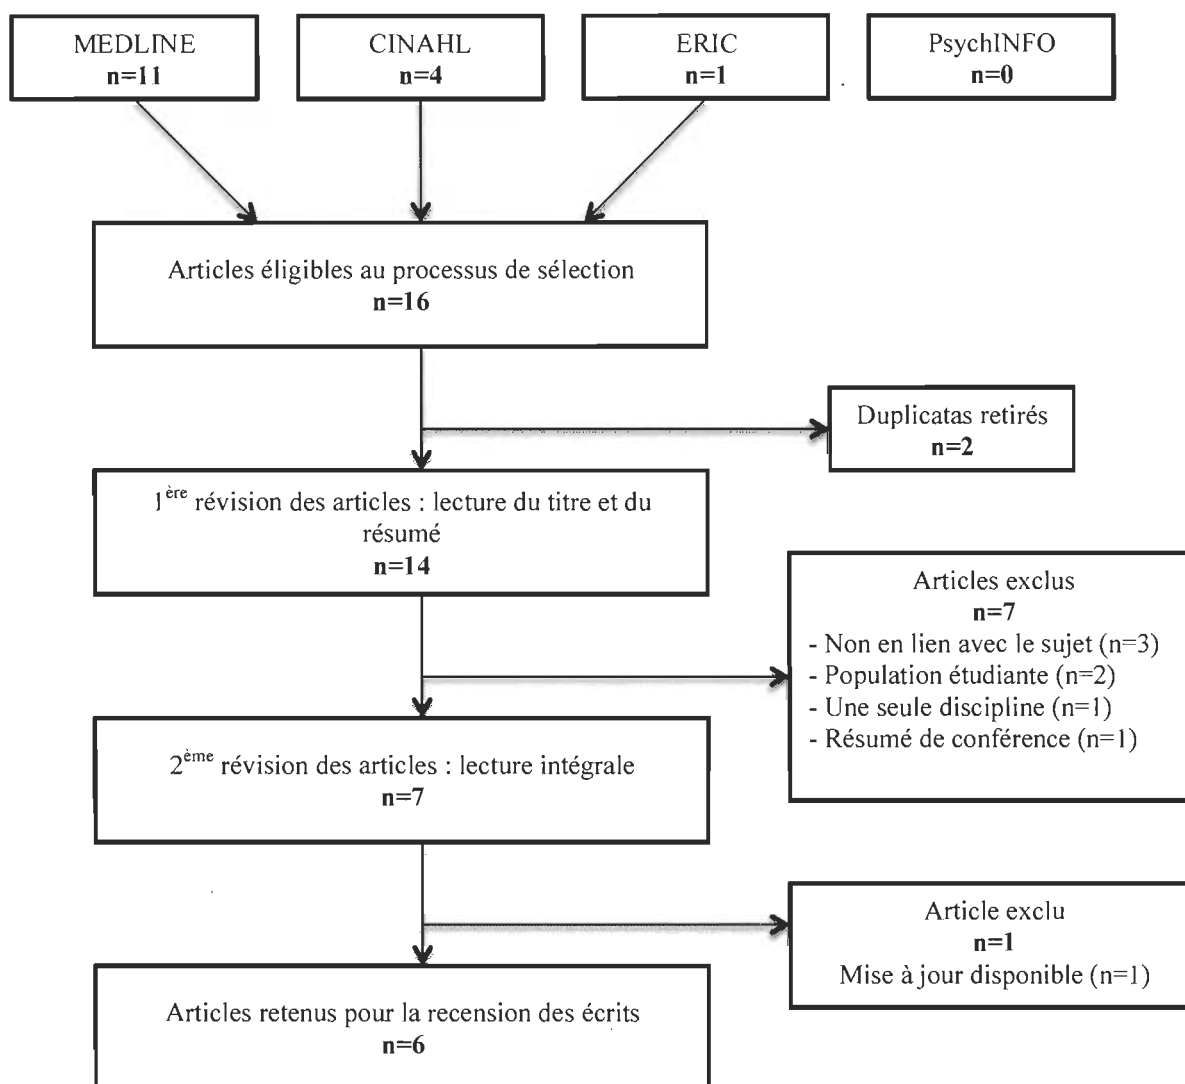 MEDLINE
n=11
CINAHL
n=4
ERIC
n=1
PsychINFO
n=0
Articles éligibles au processus de sélection
n=16
Duplicatas retirés
n=2
1ère révision des articles : lecture du titre et du
résumé
n=14
Articles exclus
n=7
- Non en lien avec le sujet (n=3)
- Population étudiante (n=2)
- Une seule discipline (n=1)
- Résumé de conférence (n=1)
2ème révision des articles : lecture intégrale
n=7
Article exclu
n=1
Mise à jour disponible (n=1)
Articles retenus pour la recension des écrits
n=6